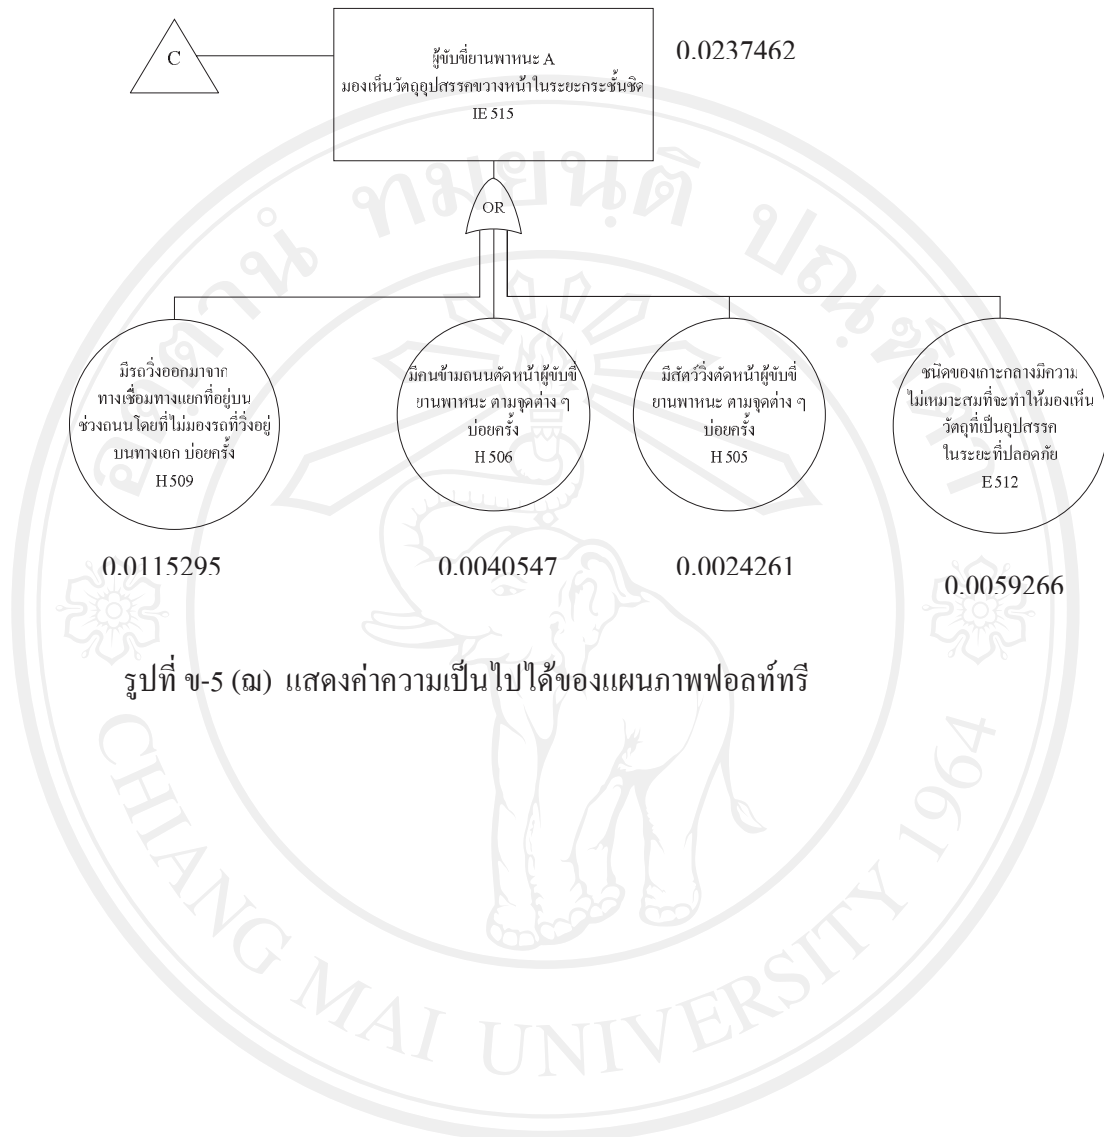 C
ผู้ขับขี่ยานพาหนะ A
มองเห็นวัตถุอุปสรรคขวางหน้าในระยะกระชั้นชิด
IE 515
0.0237462
OR
มีรถวิ่งออกมาจาก
ทางเชื่อมทางแยกที่อยู่บน
ช่วงถนนโดยที่ไม่มองรถที่วิ่งอยู่
บนทางเอก บ่อยครั้ง
H 509
มีคนข้ามถนนตัดหน้าผู้ขับขี่
ยานพาหนะ ตามจุดต่าง ๆ
บ่อยครั้ง
H 506
มีสัตว์วิ่งตัดหน้าผู้ขับขี่
ยานพาหนะ ตามจุดต่าง ๆ
บ่อยครั้ง
H 505
ชนิดของเกาะกลางมีความ
ไม่เหมาะสมที่จะทำให้มองเห็น
วัตถุที่เป็นอุปสรรค
ในระยะที่ปลอดภัย
E 512
0.0115295
0.0040547
0.0024261
0.0059266
รูปที่ ข-5 (ฌ) แสดงค่าความเป็นไปได้ของแผนภาพฟอลท์ทรี
อตฺตานํ ทมยนฺติ ปณฺฑิตา
CHIANG MAI UNIVERSITY 1964